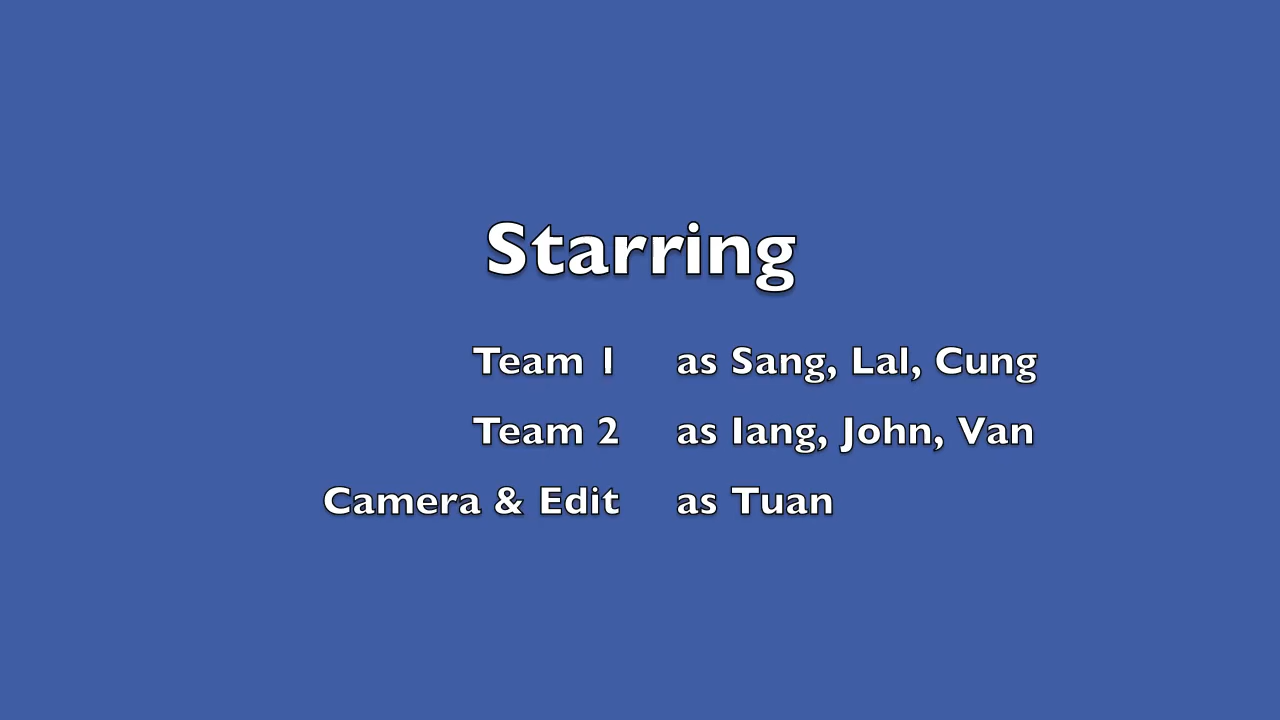 Starring
Team 1 as Sang, Lal, Cung
Team 2 as Iang, John, Van
Camera & Edit as Tuan